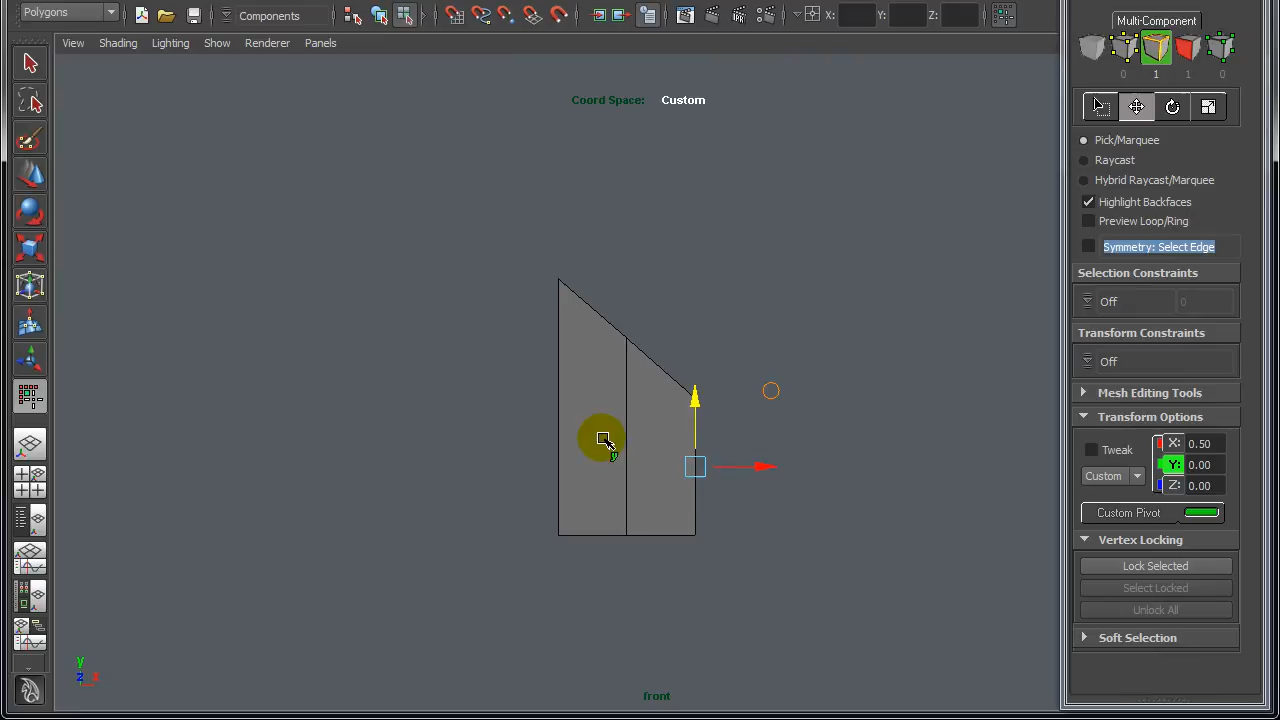 Polygons
Components
X:
Y:
Z:
View Shading Lighting Show Renderer Panels
Coord Space: Custom
y
y
z x
front
Multi-Component
0 1 1 0
Pick/Marquee
Raycast
Hybrid Raycast/Marquee
Highlight Backfaces
Preview Loop/Ring
Symmetry: Select Edge
Selection Constraints
Off 0
Transform Constraints
Off
Mesh Editing Tools
Transform Options
Tweak
Custom
X: 0.50
Y: 0.00
Z: 0.00
Custom Pivot
Vertex Locking
Lock Selected
Select Locked
Unlock All
Soft Selection